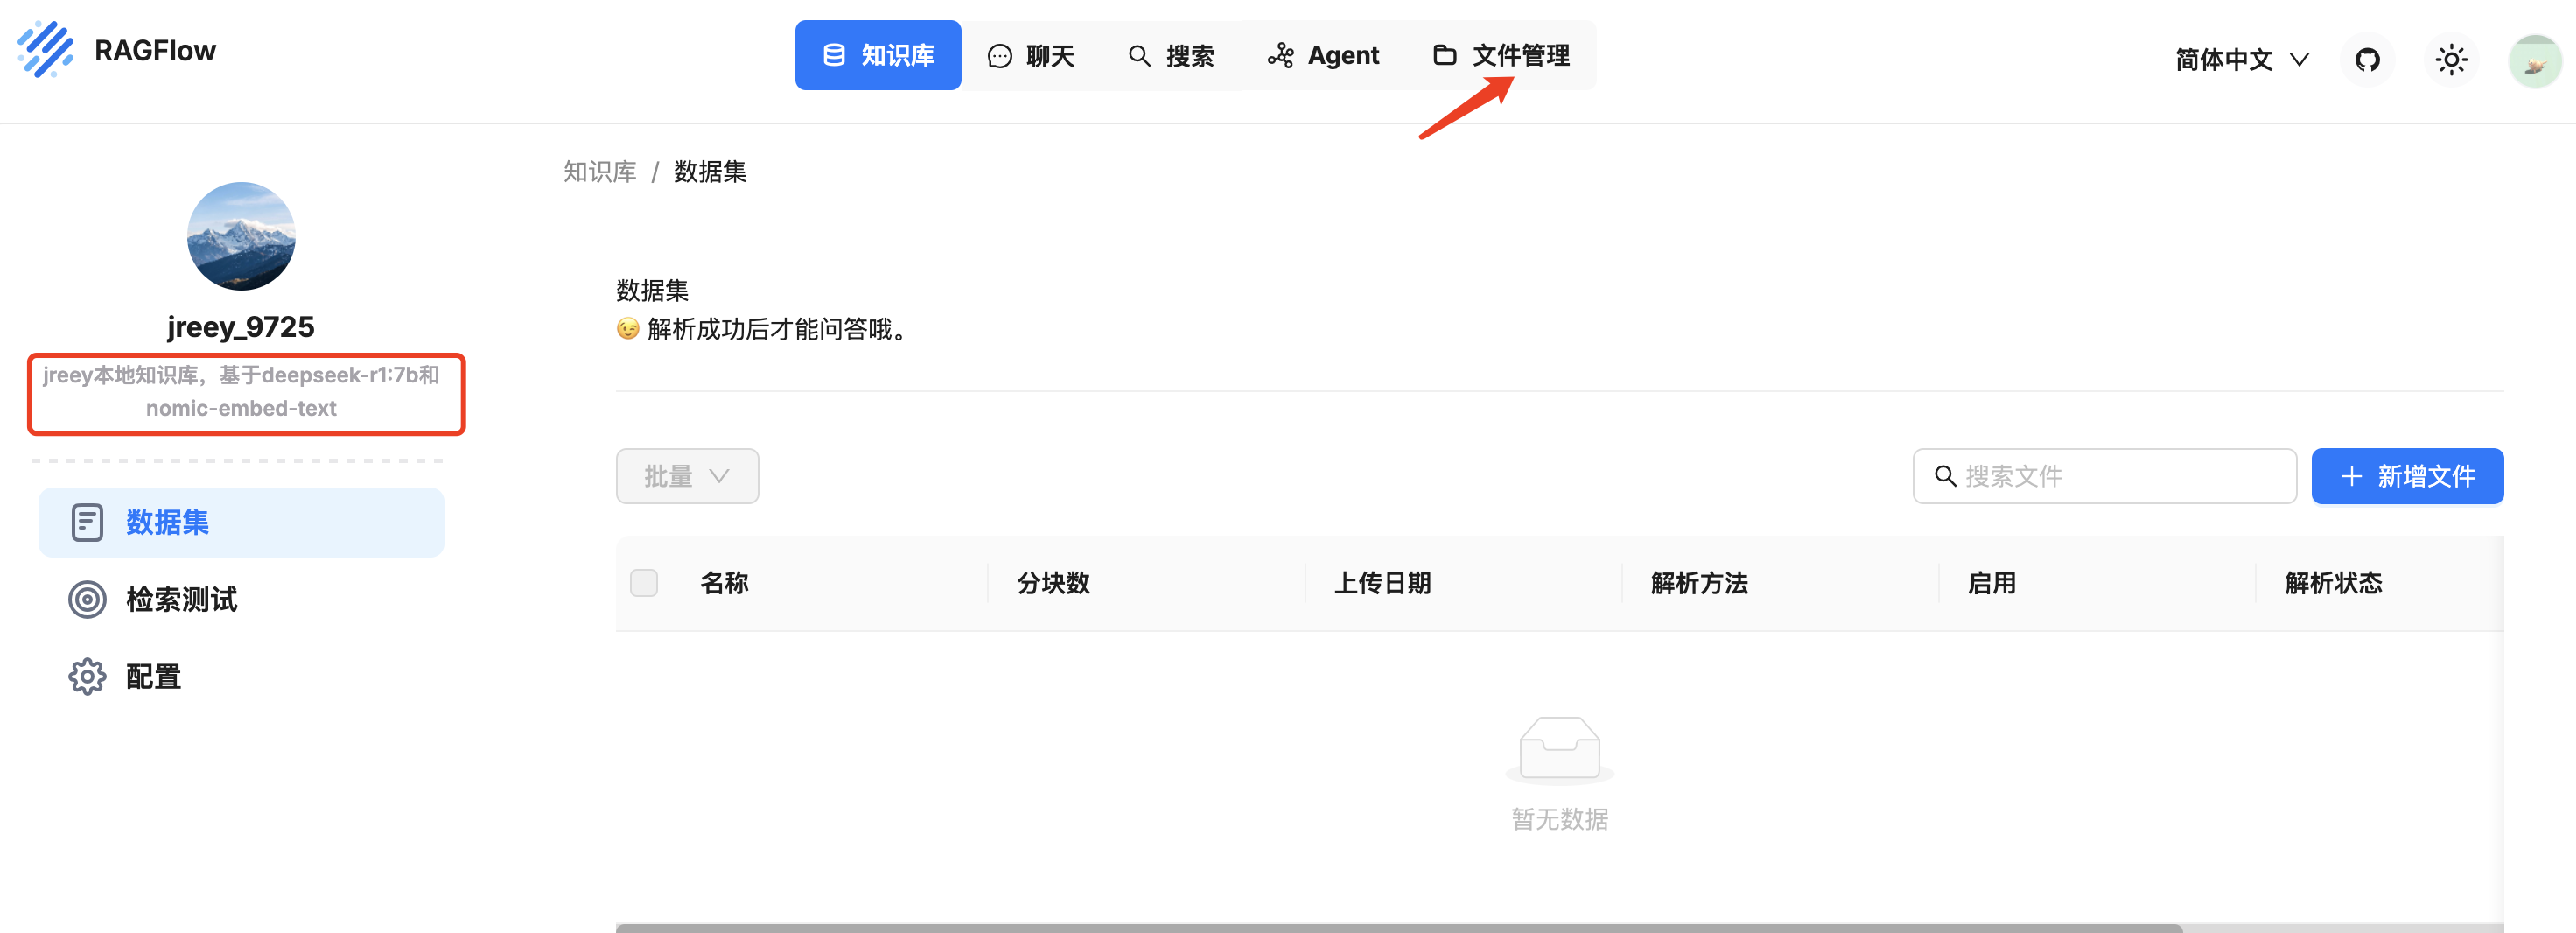 RAGFlow
知识库
聊天
搜索
Agent
文件管理
简体中文
知识库 / 数据集
jreey_9725
jreey本地知识库，基于deepseek-r1:7b和
nomic-embed-text
数据集
检索测试
配置
数据集
😉 解析成功后才能问答哦。
批量
搜索文件
+ 新增文件
名称 分块数 上传日期 解析方法 启用 解析状态
暂无数据